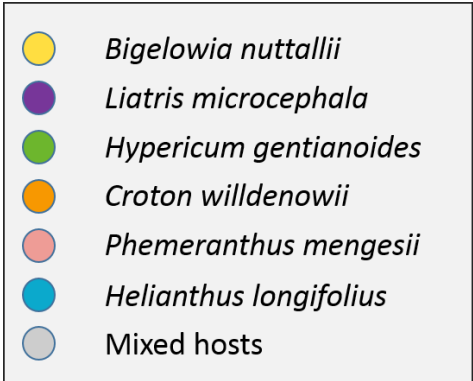 Bigelowia nuttallii
Liatris microcephala
Hypericum gentianoides
Croton willdenowii
Phemeranthus mengesii
Helianthus longifolius
Mixed hosts